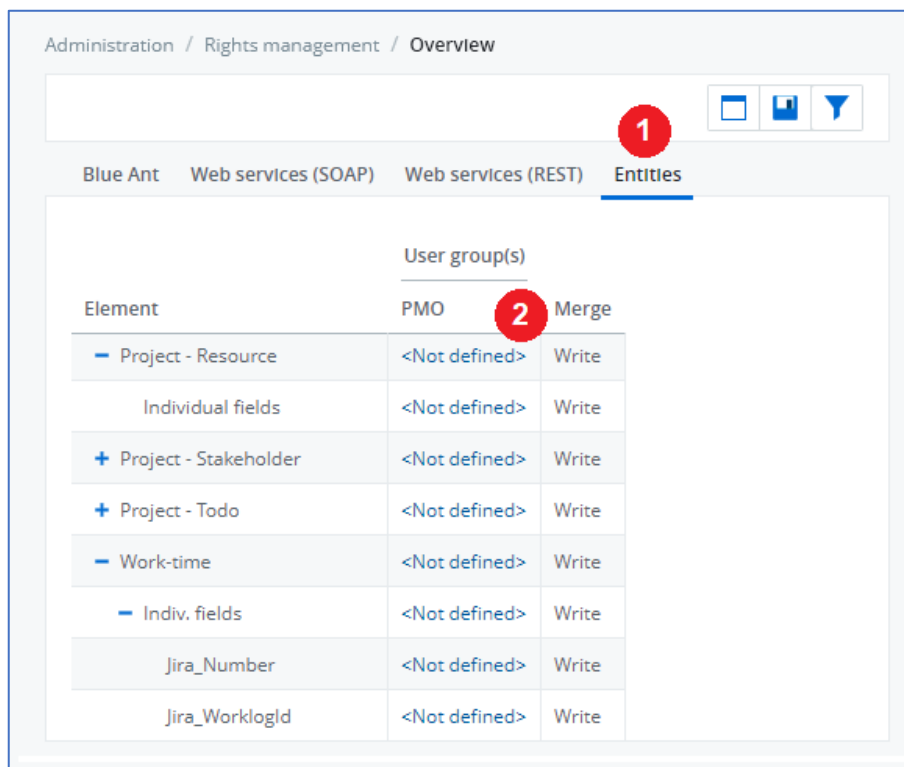 Administration / Rights management / Overview
1
Blue Ant Web services (SOAP) Web services (REST) Entities
User group(s)
Element PMO 2 Merge
Project - Resource <Not defined> Write
Individual fields <Not defined> Write
Project - Stakeholder <Not defined> Write
Project - Todo <Not defined> Write
Work-time <Not defined> Write
Indiv. fields <Not defined> Write
Jira_Number <Not defined> Write
Jira_WorklogId <Not defined> Write